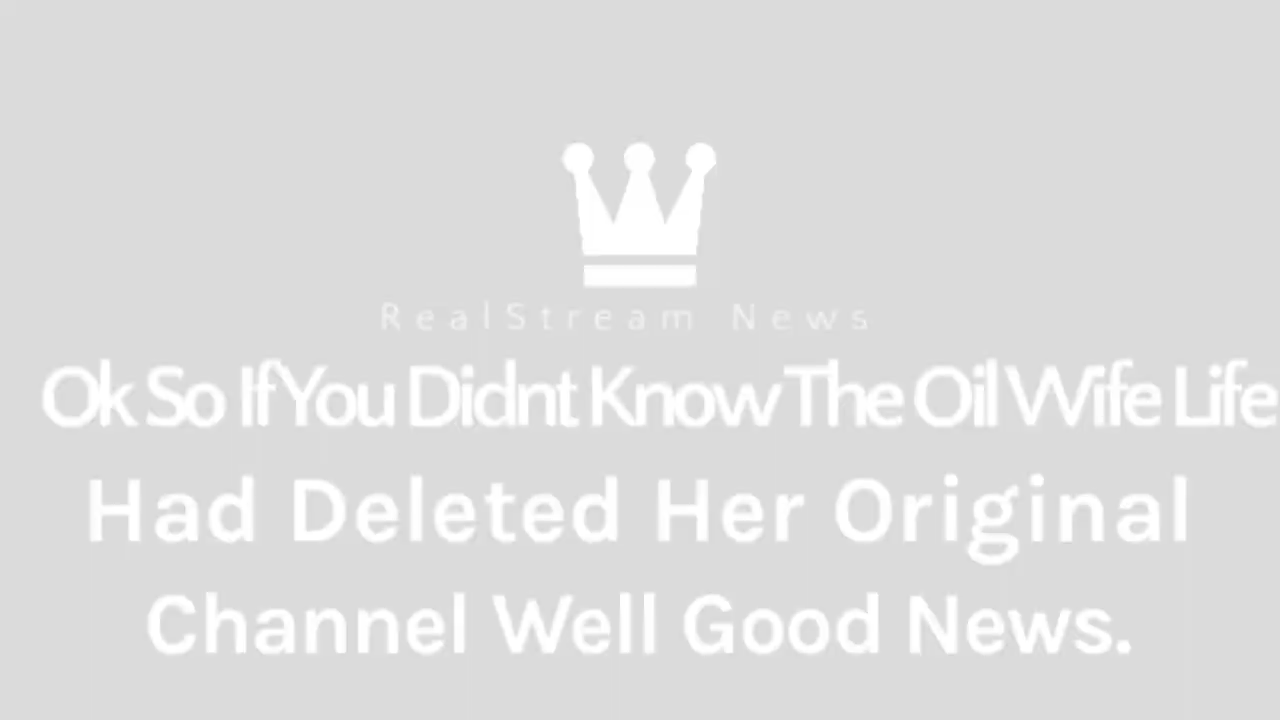 RealStream News
Ok So If You Didnt Know The Oil Wife Life
Had Deleted Her Original
Channel Well Good News.